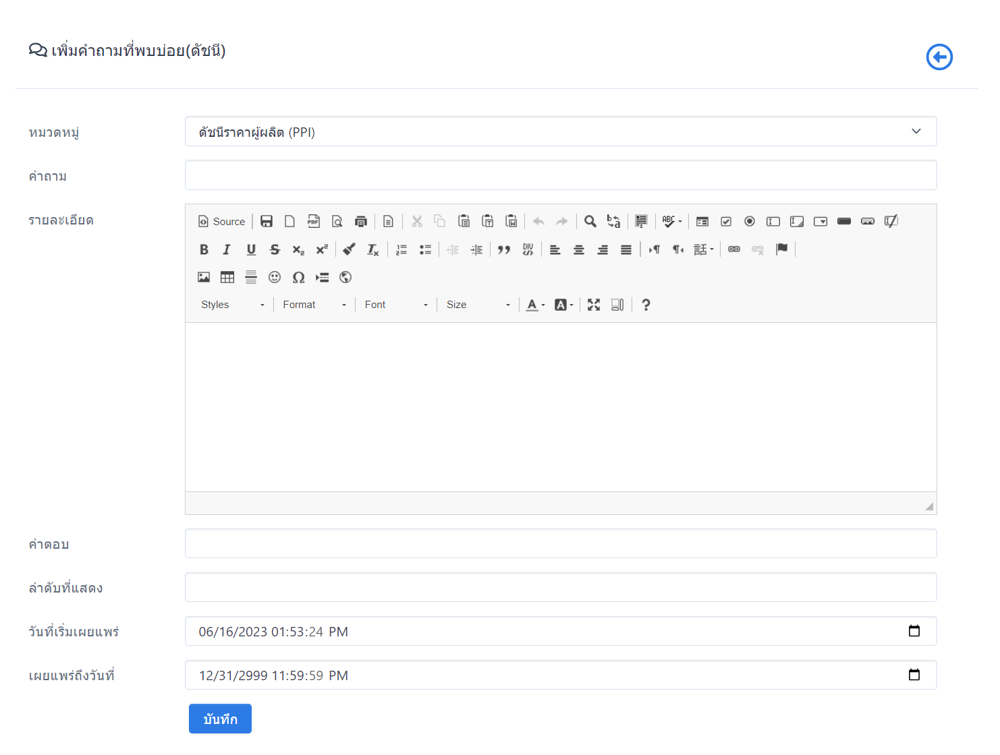 เพิ่มคำถามที่พบบ่อย(ดัชนี)
หมวดหมู่
ดัชนีราคาผู้ผลิต (PPI)
คำถาม
รายละเอียด
Source
Styles Format Font Size
คำตอบ
ลำดับที่แสดง
วันที่เริ่มเผยแพร่
06/16/2023 01:53:24 PM
เผยแพร่ถึงวันที่
12/31/2999 11:59:59 PM
บันทึก